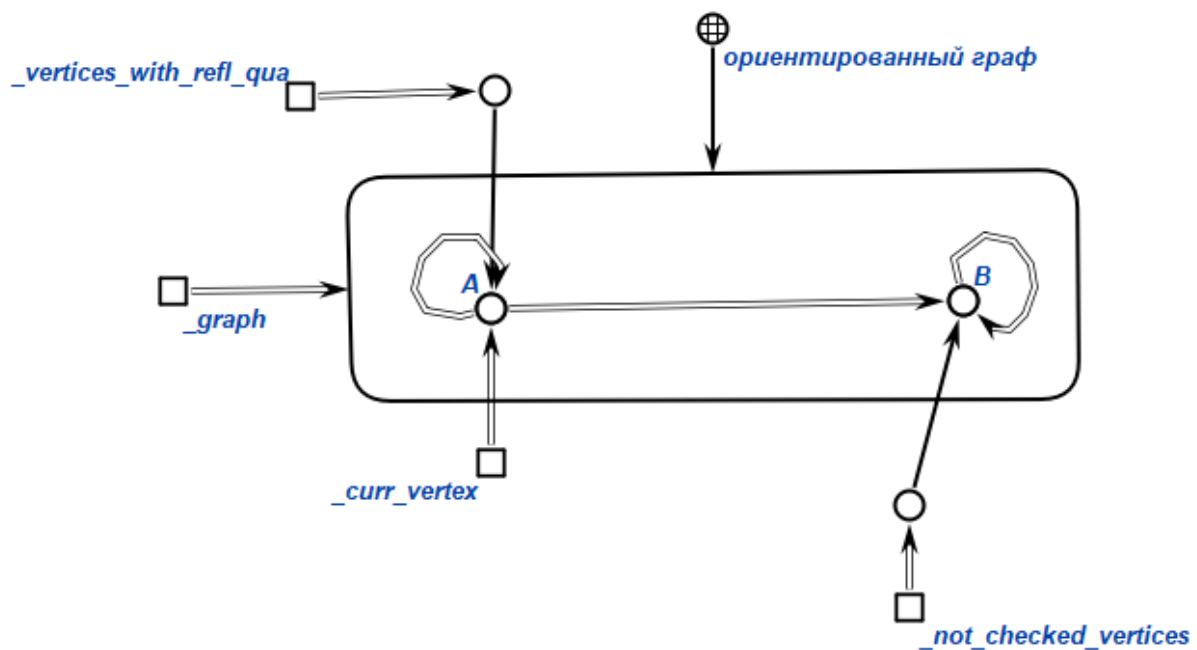 ориентированный граф
_vertices_with_refl_qua
A
B
_graph
_curr_vertex
_not_checked_vertices